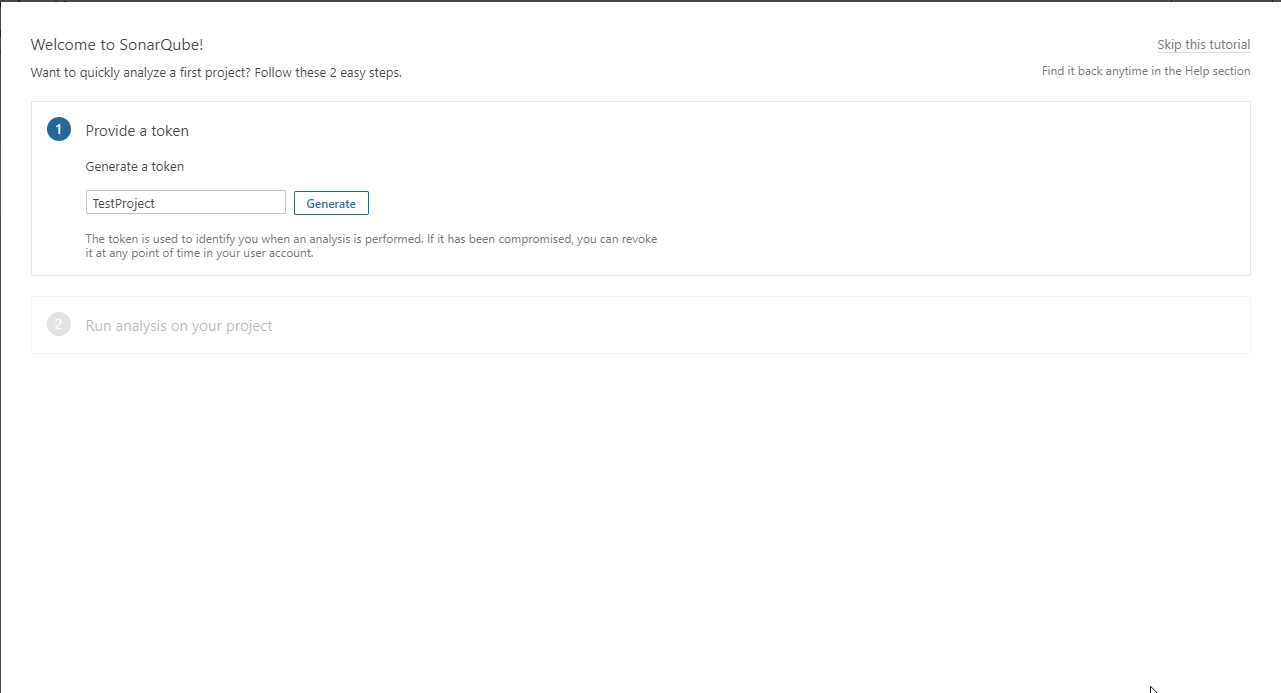 Welcome to SonarQube!
Skip this tutorial
Want to quickly analyze a first project? Follow these 2 easy steps.
Find it back anytime in the Help section
1 Provide a token
Generate a token
TestProject Generate
The token is used to identify you when an analysis is performed. If it has been compromised, you can revoke
it at any point of time in your user account.
2 Run analysis on your project